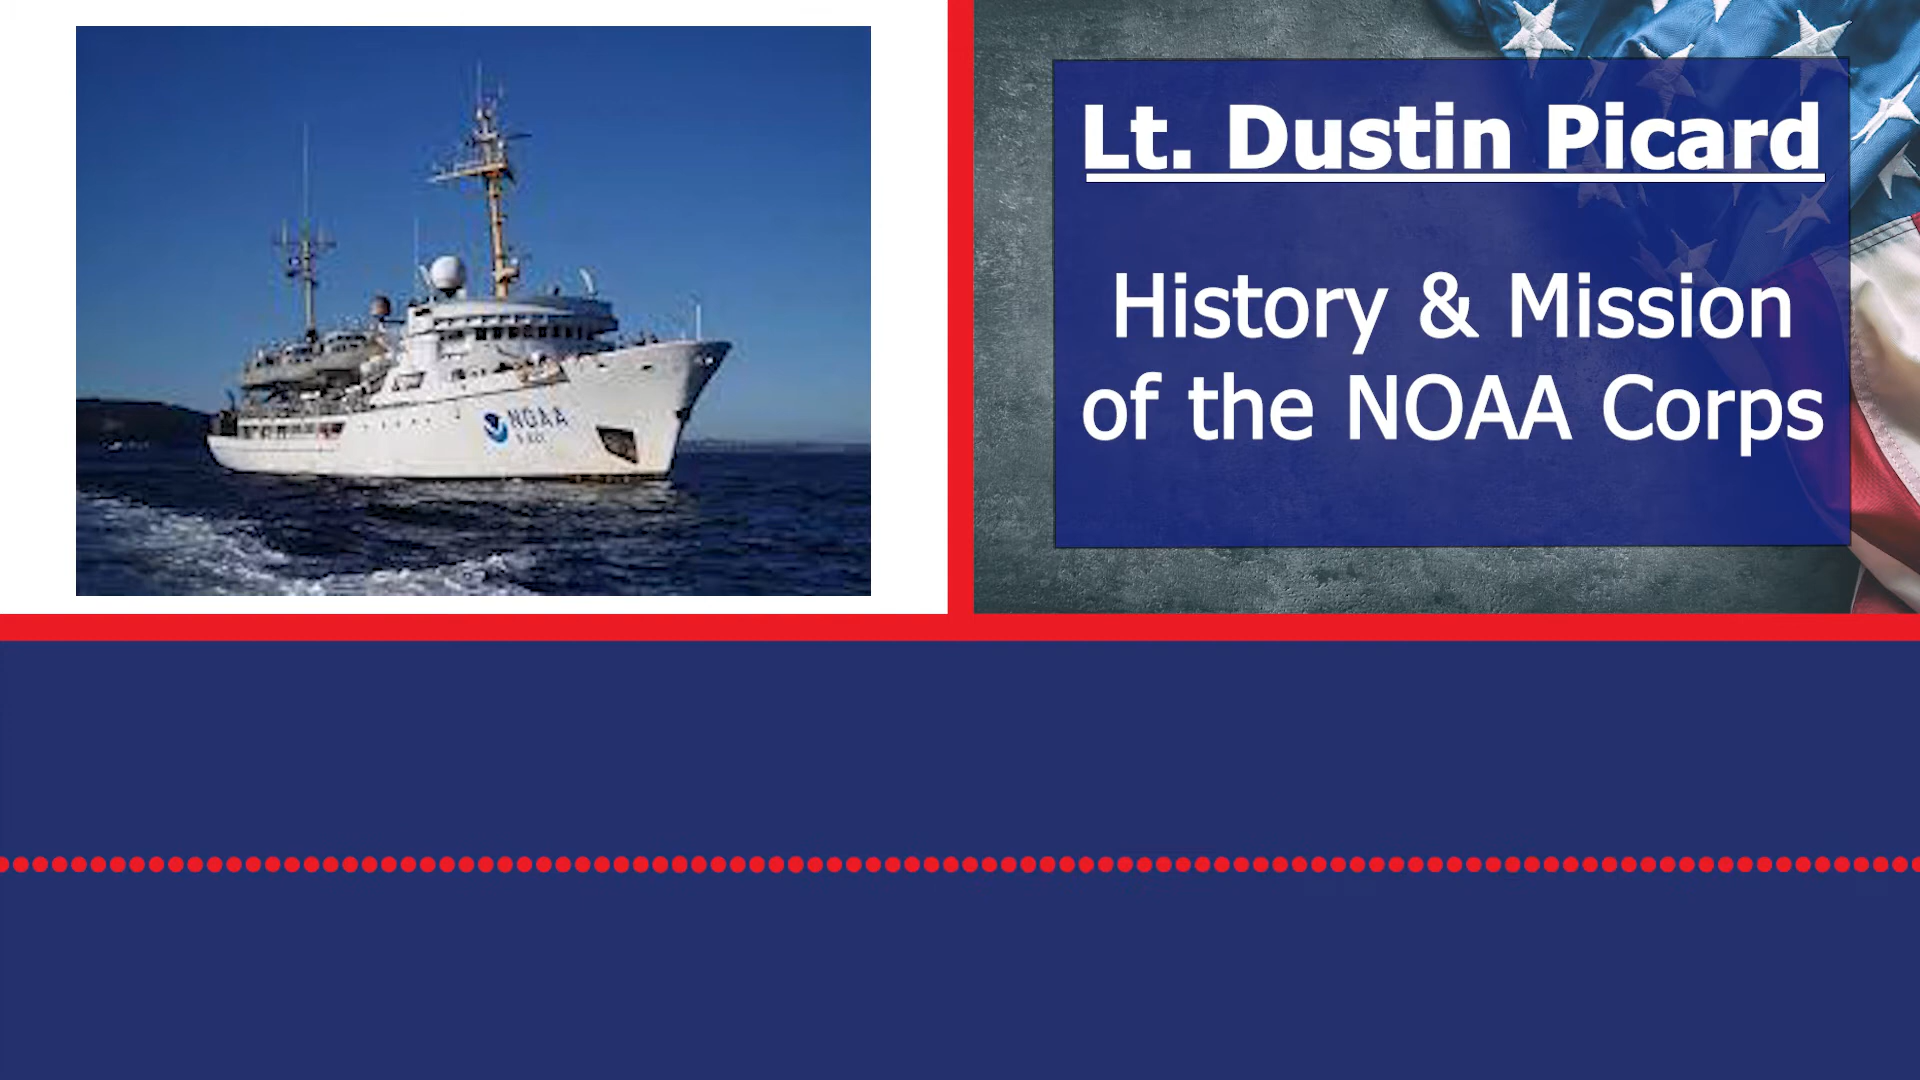 NOAA
Lt. Dustin Picard
History & Mission
of the NOAA Corps